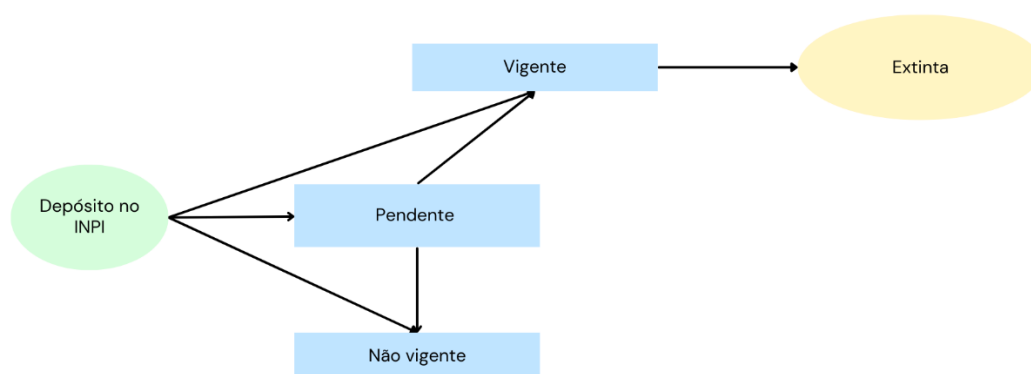 Vigente
Extinta
Depósito no
INPI
Pendente
Não vigente